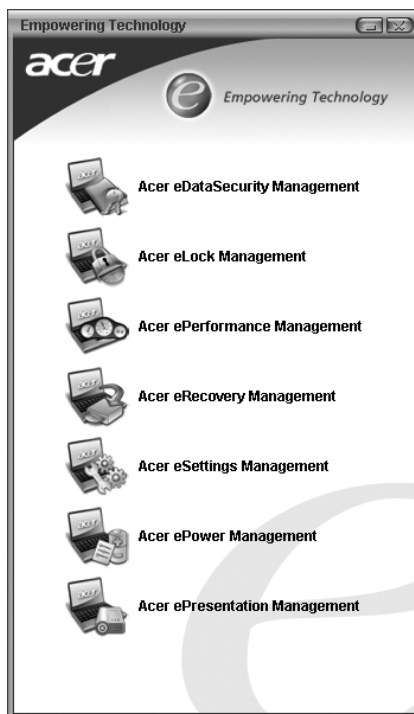 Empowering Technology
acer
e Empowering Technology
Acer eDataSecurity Management
Acer eLock Management
Acer ePerformance Management
Acer eRecovery Management
Acer eSettings Management
Acer ePower Management
Acer ePresentation Management